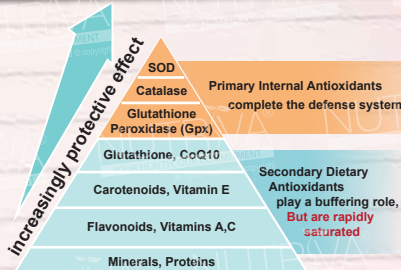 increasingly protective effect
SOD
Catalase
Glutathione
Peroxidase (Gpx)
Primary Internal Antioxidants
complete the defense system
Glutathione, CoQ10
Carotenoids, Vitamin E
Flavonoids, Vitamins A,C
Minerals, Proteins
Secondary Dietary
Antioxidants
play a buffering role,
But are rapidly
saturated